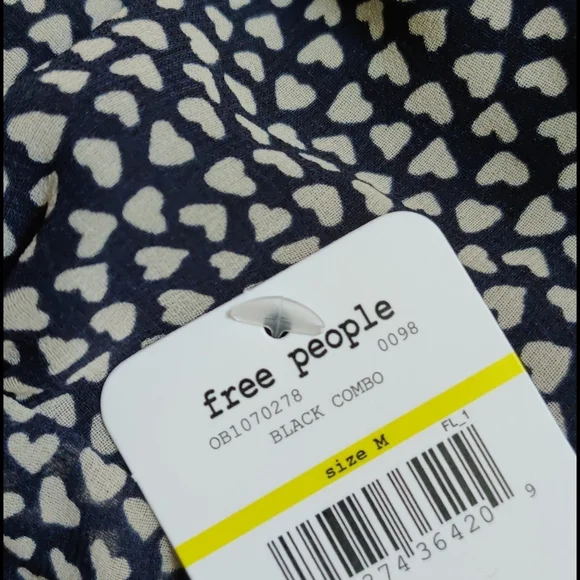 free people
OB1070278 0098
BLACK COMBO
size M
FL_1
74 36420 9